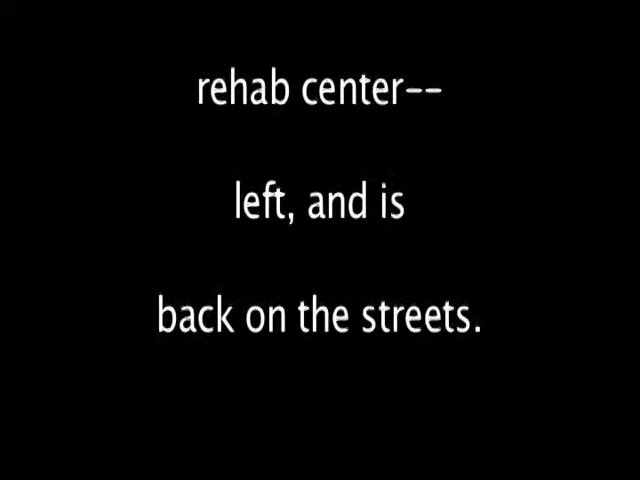 rehab center--
left, and is
back on the streets.